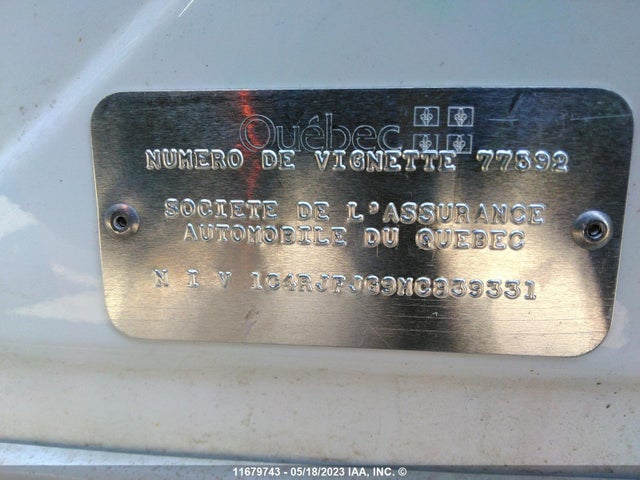 Québec
NUMERO DE VIGNETTE 77392
SOCIETE DE L'ASSURANCE
AUTOMOBILE DU QUEBEC
N I V 1C4RJFJG9MC839331
11679743 - 05/18/2023 IAA, INC. ©